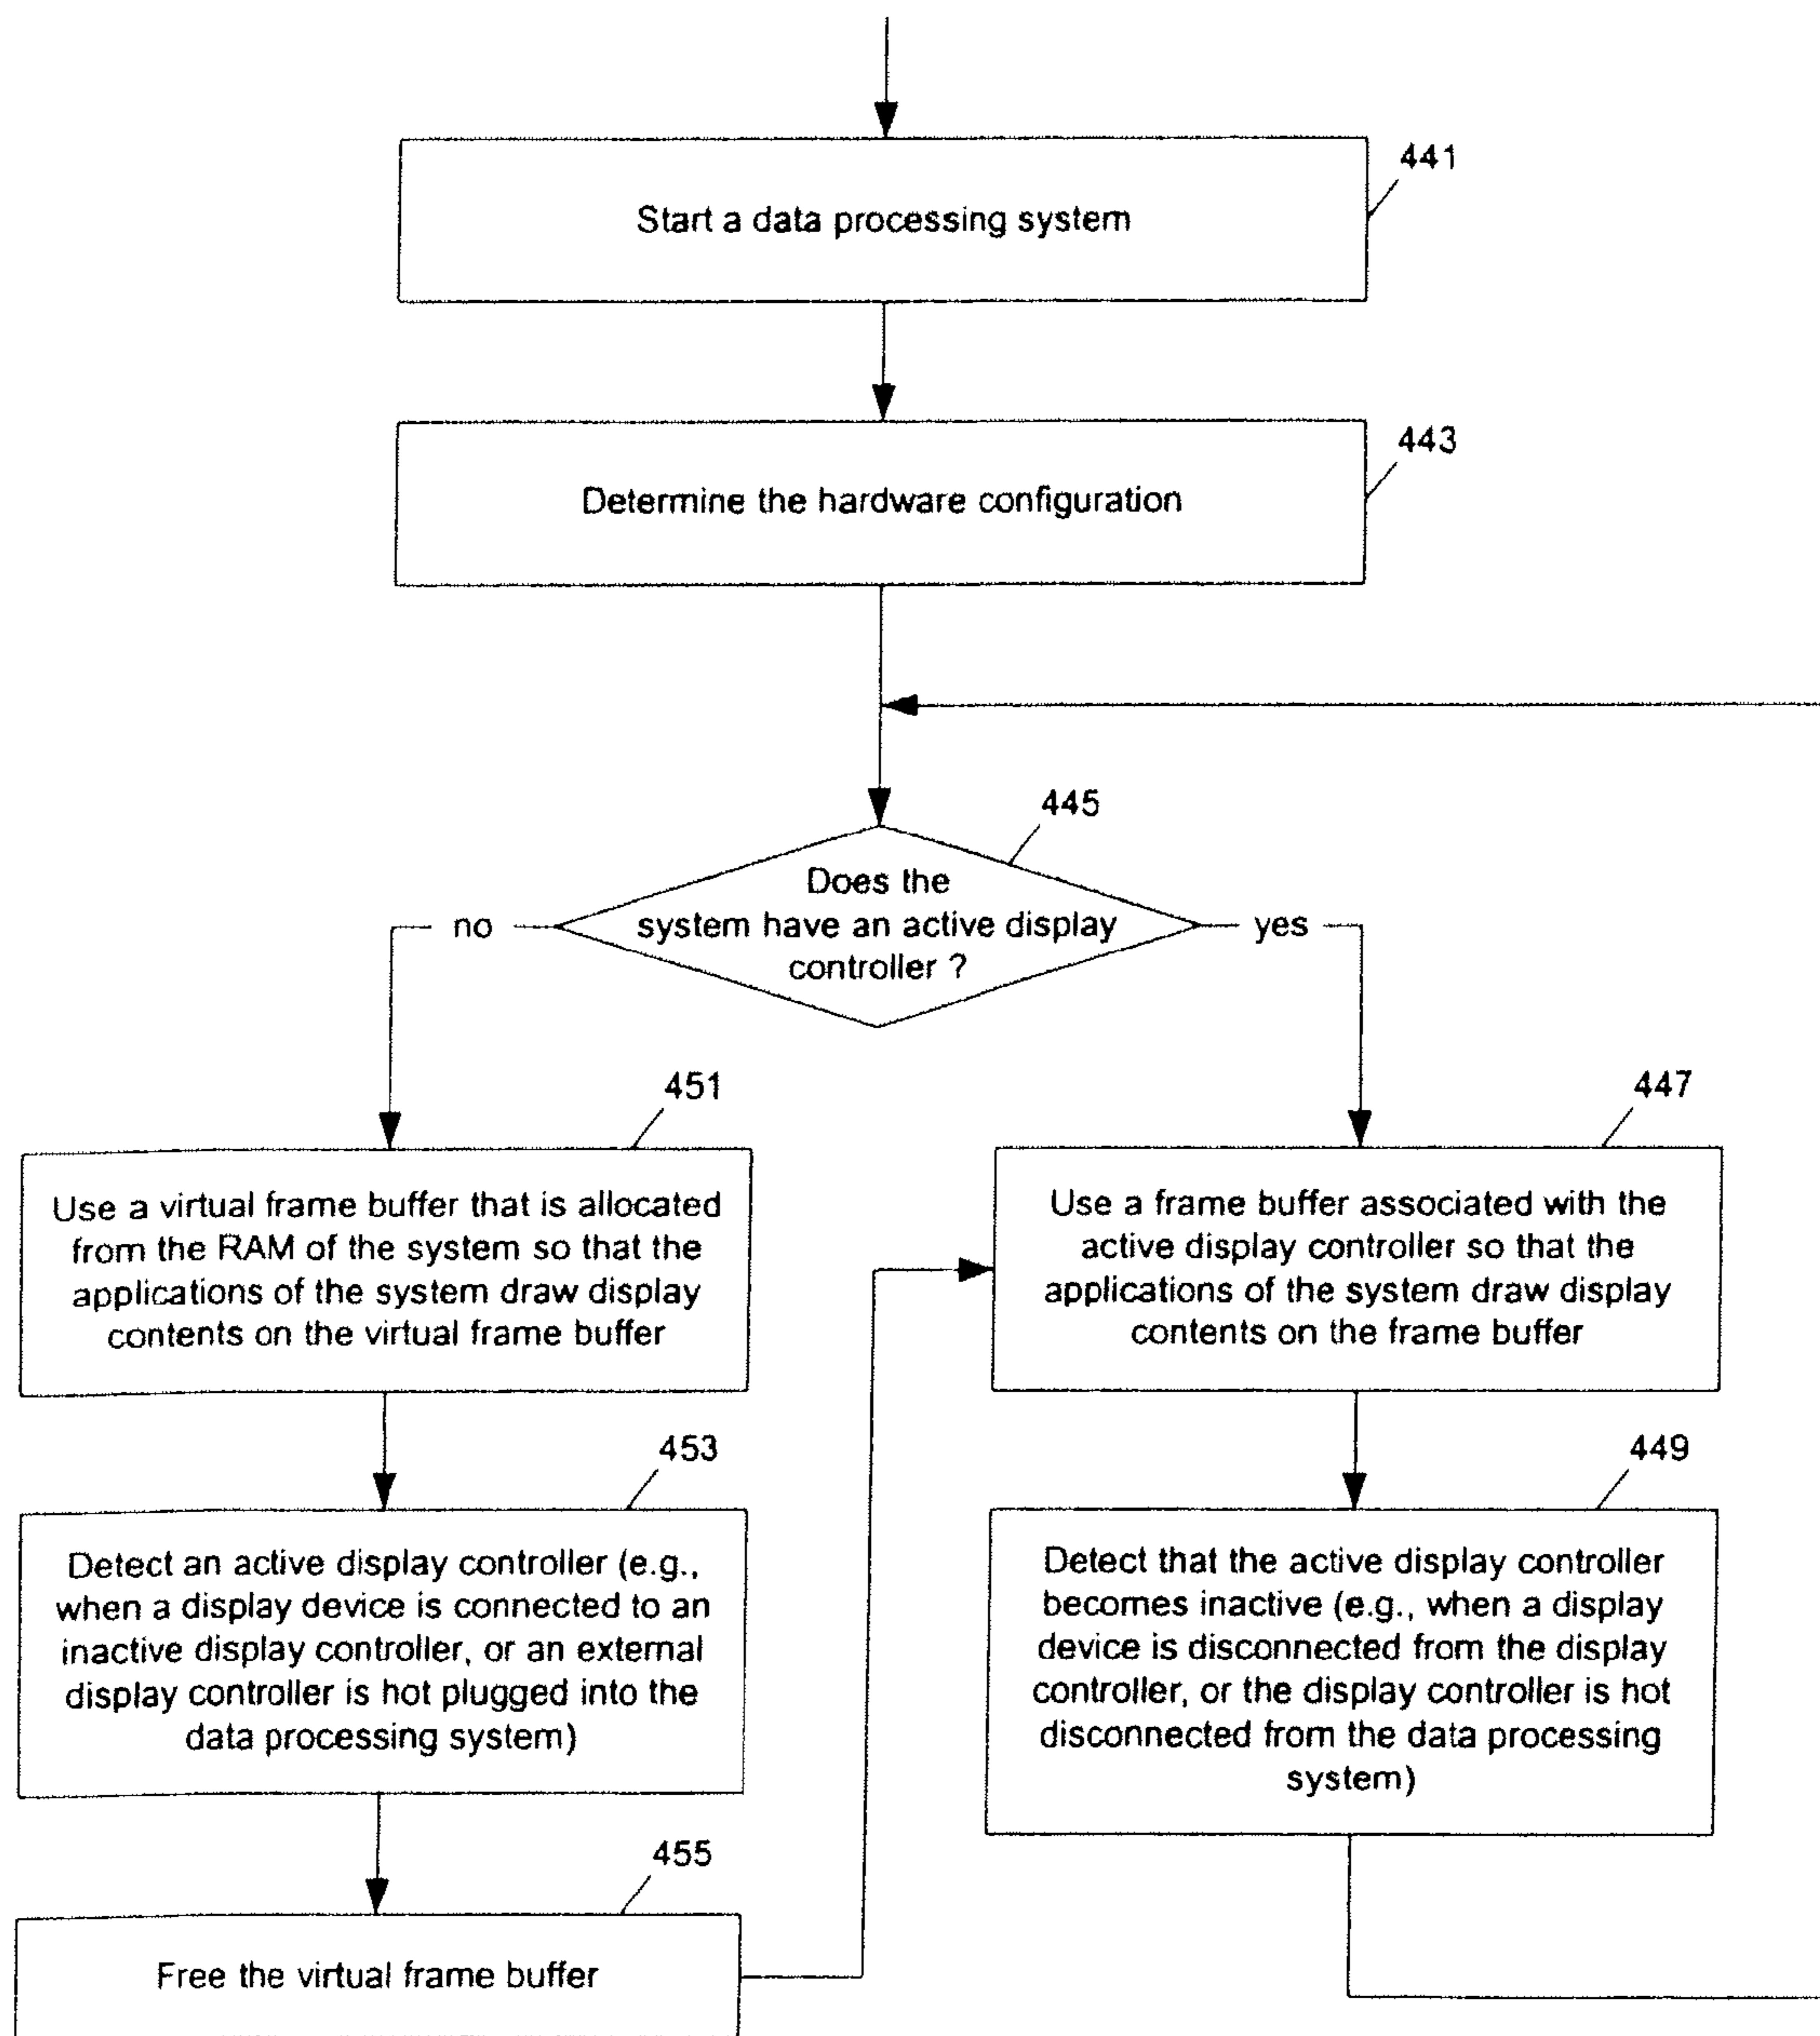 441
Start a data processing system
443
Determine the hardware configuration
445
Does the
system have an active display
controller ?
no
yes
451
Use a virtual frame buffer that is allocated
from the RAM of the system so that the
applications of the system draw display
contents on the virtual frame buffer
447
Use a frame buffer associated with the
active display controller so that the
applications of the system draw display
contents on the frame buffer
453
Detect an active display controller (e.g.,
when a display device is connected to an
inactive display controller, or an external
display controller is hot plugged into the
data processing system)
449
Detect that the active display controller
becomes inactive (e.g., when a display
device is disconnected from the display
controller, or the display controller is hot
disconnected from the data processing
system)
455
Free the virtual frame buffer